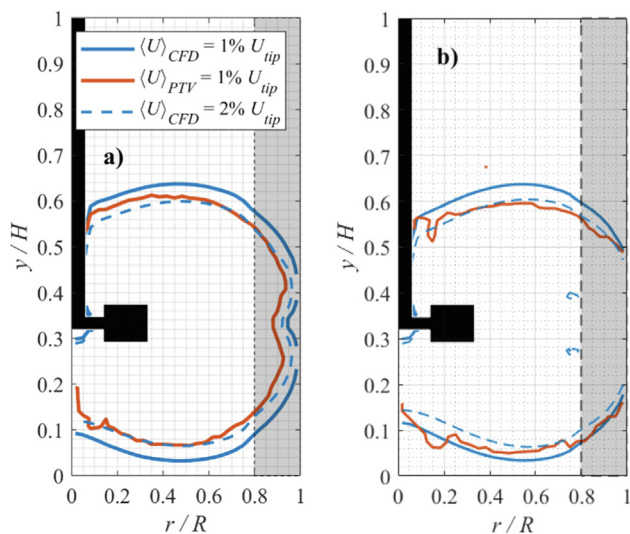 ⟨U⟩CFD = 1% Utip
⟨U⟩PTV = 1% Utip
⟨U⟩CFD = 2% Utip
a)
y / H
1
0.9
0.8
0.7
0.6
0.5
0.4
0.3
0.2
0.1
0
0 0.2 0.4 0.6 0.8 1
r / R
b)
y / H
1
0.9
0.8
0.7
0.6
0.5
0.4
0.3
0.2
0.1
0
0 0.2 0.4 0.6 0.8 1
r / R